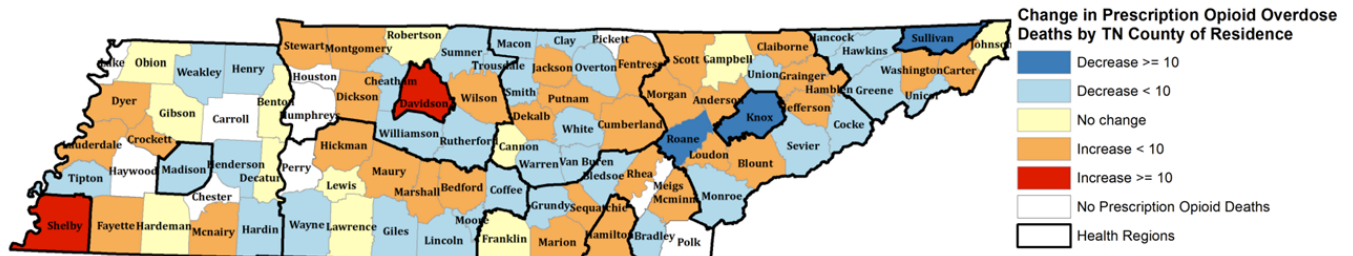 Change in Prescription Opioid Overdose
Deaths by TN County of Residence
Decrease >= 10
Decrease < 10
No change
Increase < 10
Increase >= 10
No Prescription Opioid Deaths
Health Regions
Lake
Obion
Weakley
Henry
Stewart
Montgomery
Robertson
Sumner
Macon
Clay
Pickett
Fentress
Scott
Campbell
Claiborne
Hancock
Hawkins
Sullivan
Johnson
Dyer
Gibson
Carroll
Benton
Houston
Humphreys
Dickson
Cheatham
Davidson
Wilson
Trousdale
Smith
Jackson
Overton
Putnam
Dekalb
Morgan
Anderson
Union
Grainger
Hamblen
Jefferson
Greene
Washington
Carter
Unicoi
Lauderdale
Crockett
Haywood
Madison
Henderson
Decatur
Perry
Hickman
Williamson
Rutherford
Cannon
White
Cumberland
Roane
Knox
Cocke
Sevier
Tipton
Chester
Lewis
Maury
Marshall
Bedford
Coffee
Warren
Van Buren
Bledsoe
Rhea
Meigs
Mcminn
Loudon
Blount
Monroe
Shelby
Fayette
Hardeman
Mcnairy
Hardin
Wayne
Lawrence
Giles
Lincoln
Moore
Franklin
Grundy
Sequatchie
Marion
Hamilton
Bradley
Polk